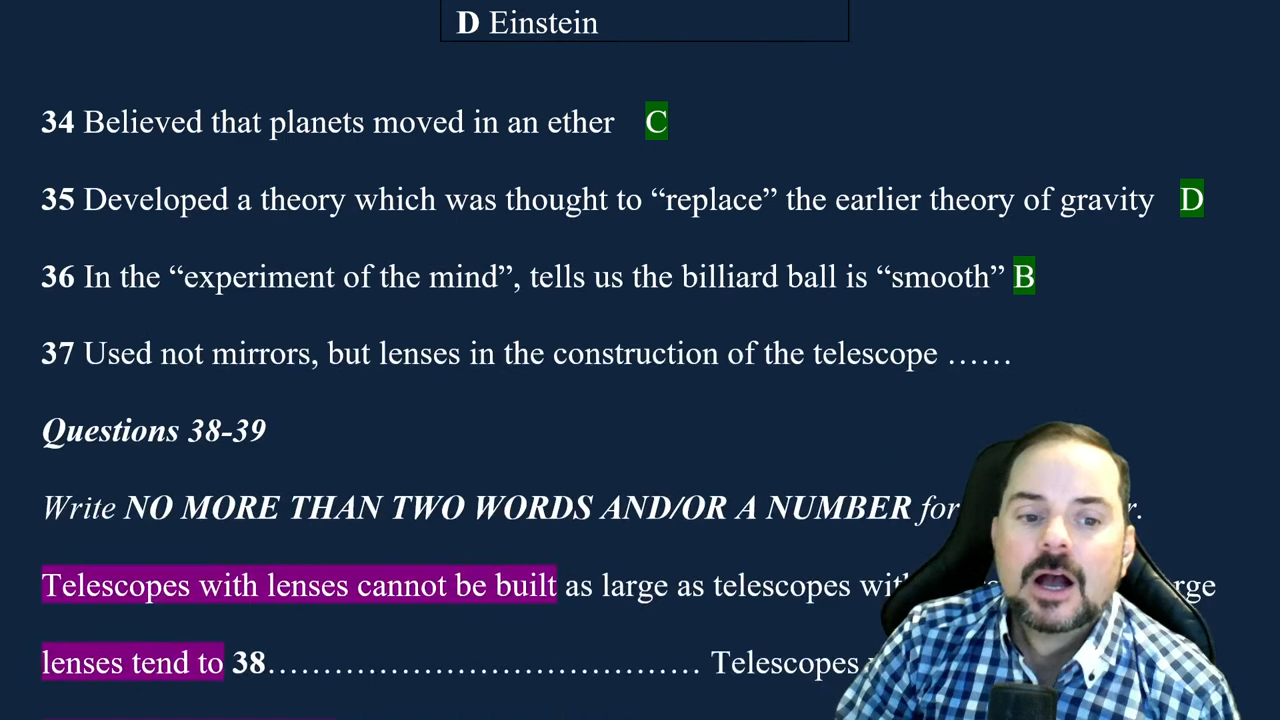 D Einstein
34 Believed that planets moved in an ether C
35 Developed a theory which was thought to “replace” the earlier theory of gravity D
36 In the “experiment of the mind”, tells us the billiard ball is “smooth” B
37 Used not mirrors, but lenses in the construction of the telescope ……
Questions 38-39
Write NO MORE THAN TWO WORDS AND/OR A NUMBER for
Telescopes with lenses cannot be built as large as telescopes
lenses tend to 38…………………………………… Telescopes